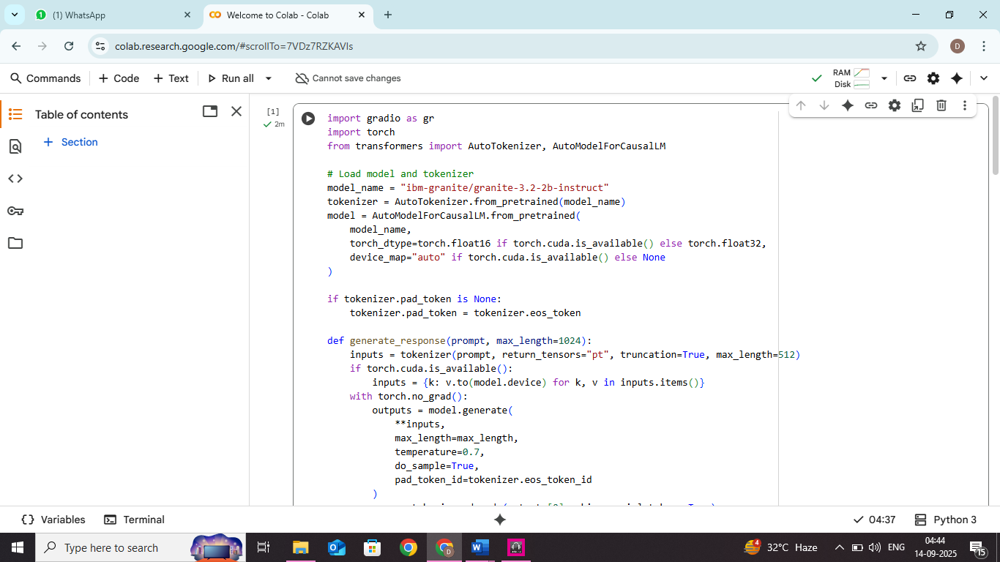 (1) WhatsApp
Welcome to Colab - Colab
colab.research.google.com/#scrollTo=7VDz7RZKAVIs
D
Commands
+ Code
+ Text
Run all
Cannot save changes
RAM
Disk
Table of contents
+ Section
[1]
2m
import gradio as gr
import torch
from transformers import AutoTokenizer, AutoModelForCausalLM
# Load model and tokenizer
model_name = "ibm-granite/granite-3.2-2b-instruct"
tokenizer = AutoTokenizer.from_pretrained(model_name)
model = AutoModelForCausalLM.from_pretrained(
    model_name,
    torch_dtype=torch.float16 if torch.cuda.is_available() else torch.float32,
    device_map="auto" if torch.cuda.is_available() else None
)
if tokenizer.pad_token is None:
    tokenizer.pad_token = tokenizer.eos_token
def generate_response(prompt, max_length=1024):
    inputs = tokenizer(prompt, return_tensors="pt", truncation=True, max_length=512)
    if torch.cuda.is_available():
        inputs = {k: v.to(model.device) for k, v in inputs.items()}
    with torch.no_grad():
        outputs = model.generate(
            **inputs,
            max_length=max_length,
            temperature=0.7,
            do_sample=True,
            pad_token_id=tokenizer.eos_token_id
        )
Variables
Terminal
04:37
Python 3
Type here to search
32°C Haze
ENG
04:44
14-09-2025
15